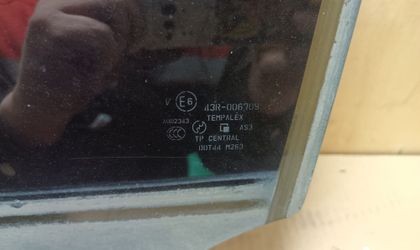 V E6 43R-006709
TEMPALEX
AS3
TP CENTRAL
DOT44 M263